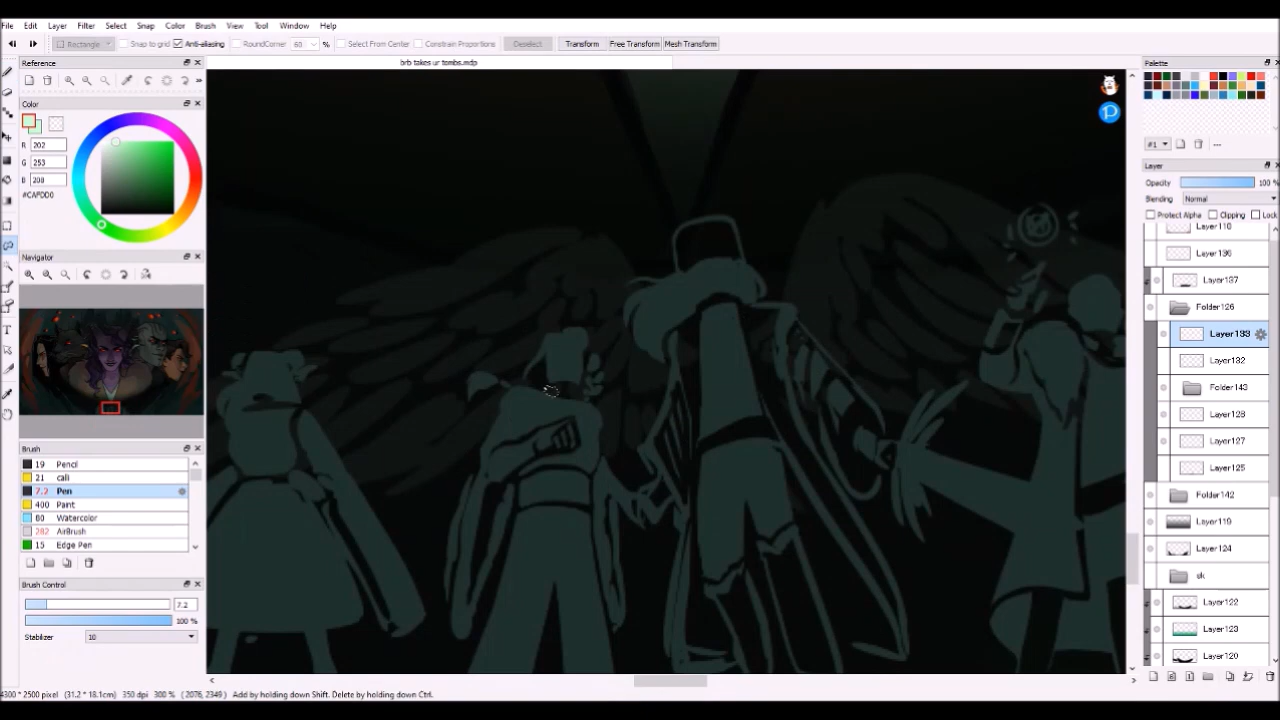 File Edit Layer Filter Select Snap Color Brush View Tool Window Help
Rectangle Snap to grid Anti-aliasing RoundCorner 60 % Select From Center Constrain Proportions Deselect Transform Free Transform Mesh Transform
Reference
brb takes ur tombs.mdp
Palette
Color
R 202
G 253
B 208
#CAFDD0
#1
Layer
Opacity 100 %
Blending Normal
Protect Alpha Clipping Lock
Layer110
Layer136
Layer137
Folder126
Layer133
Layer132
Folder143
Layer128
Layer127
Layer125
Folder142
Layer119
Layer124
sk
Layer122
Layer123
Layer120
Navigator
Brush
19 Pencil
21 cali
7.2 Pen
400 Paint
80 Watercolor
282 AirBrush
15 Edge Pen
Brush Control
7.2
100 %
Stabilizer 10
4300 * 2500 pixel (31.2 * 18.1cm) 350 dpi 300 % (2076, 2349) Add by holding down Shift. Delete by holding down Ctrl.